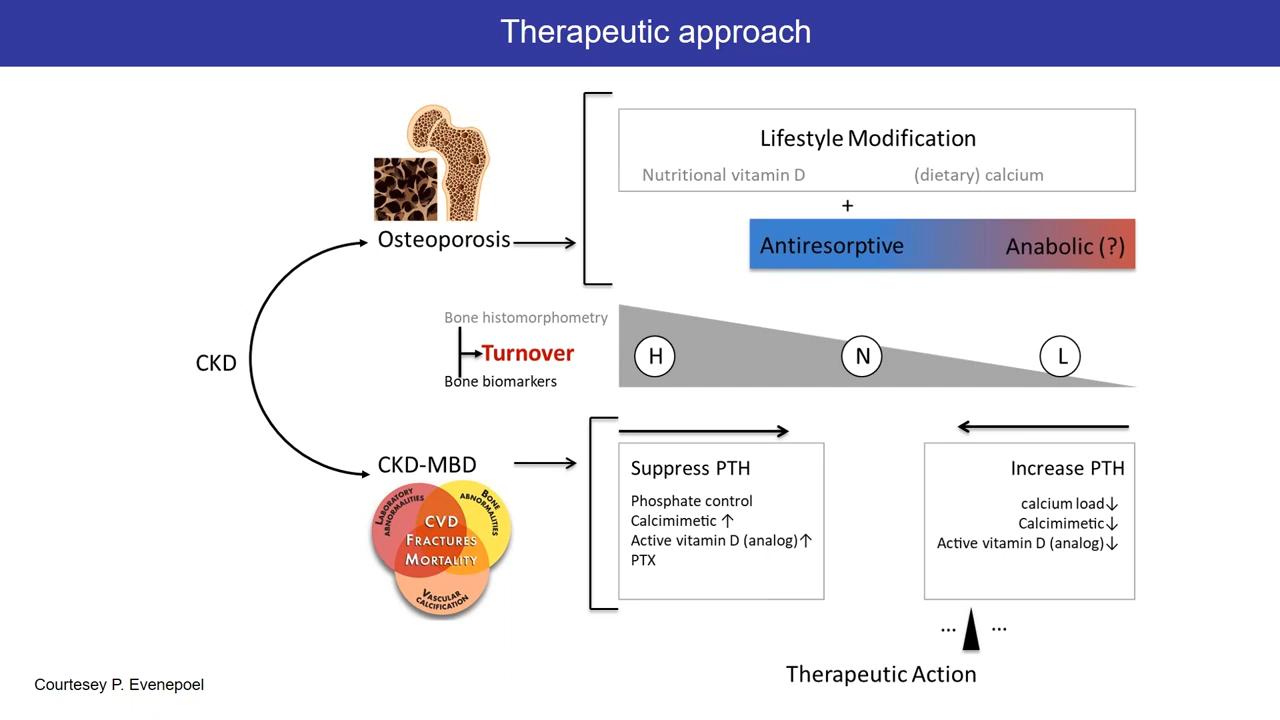 Therapeutic approach
Lifestyle Modification
Nutritional vitamin D (dietary) calcium
+
Osteoporosis
Antiresorptive Anabolic (?)
Bone histomorphometry
Turnover
Bone biomarkers
H N L
CKD
CKD-MBD
LABORATORY ABNORMALITIES
BONE ABNORMALITIES
CVD
FRACTURES
MORTALITY
VASCULAR CALCIFICATION
Suppress PTH
Phosphate control
Calcimimetic ↑
Active vitamin D (analog)↑
PTX
Increase PTH
calcium load↓
Calcimimetic↓
Active vitamin D (analog)↓
... ...
Therapeutic Action
Courtesey P. Evenepoel